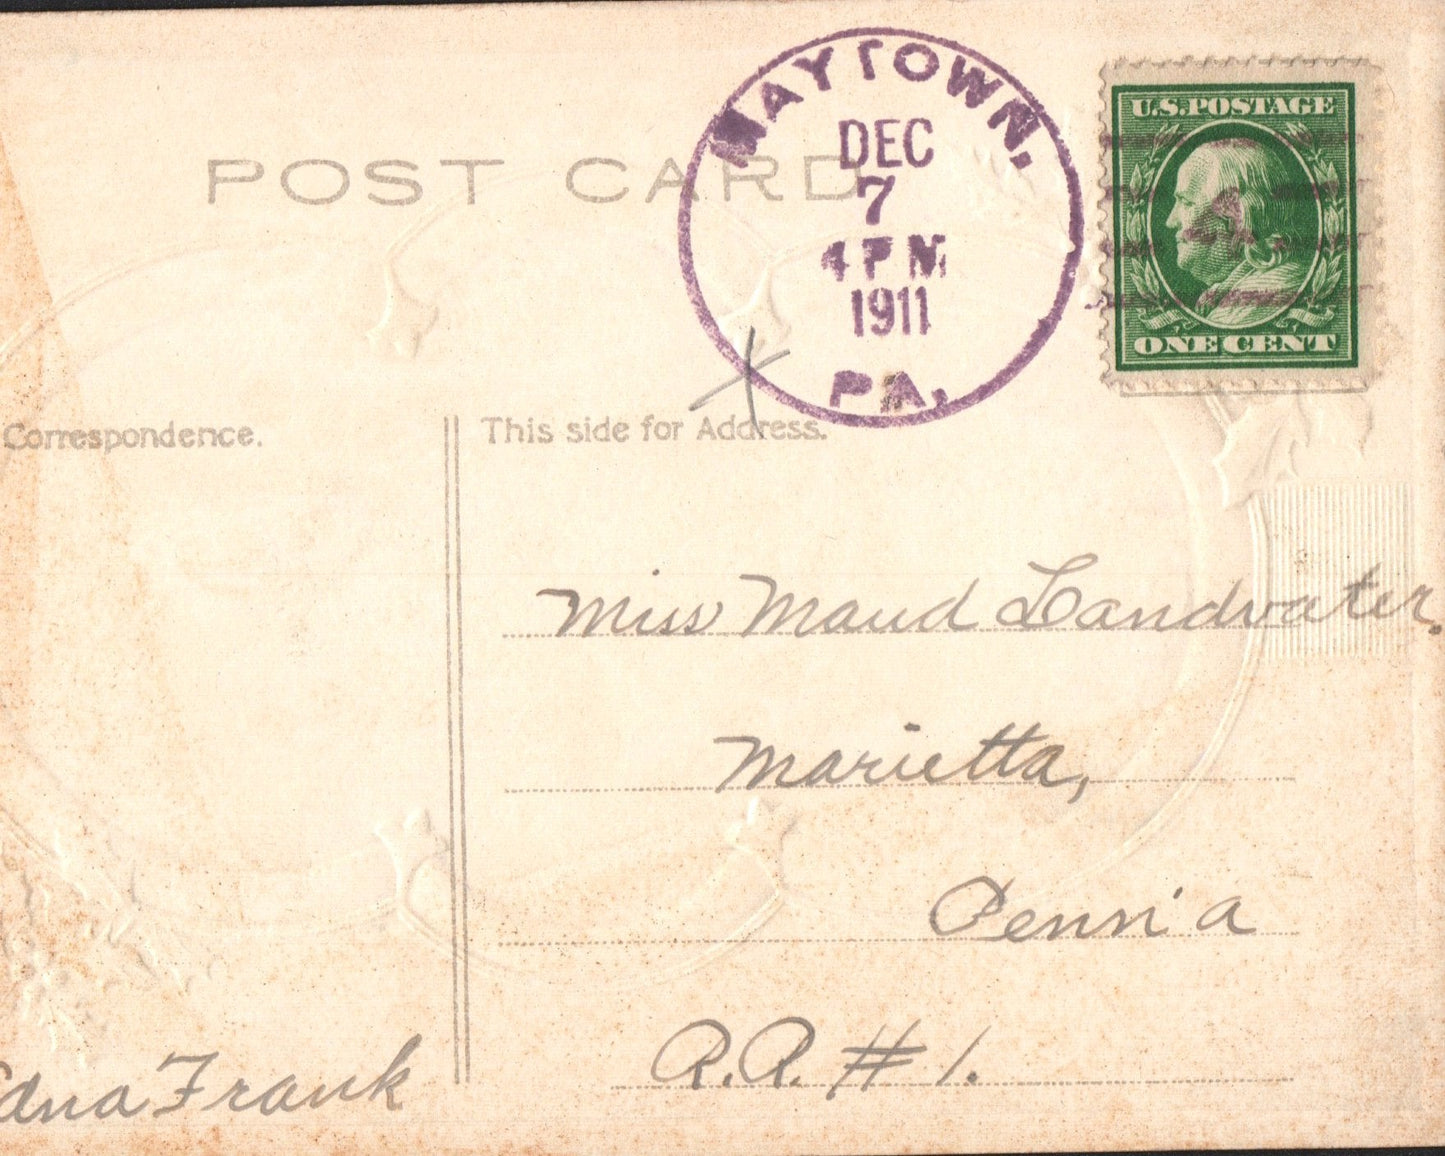 MAYTOWN,
DEC
7
4 PM
1911
PA.
U.S. POSTAGE
ONE CENT
POST CARD
Correspondence.
This side for Address.
Miss Maud Landvater.
Marietta,
Penn'a
R.R. # 1.
Edna Frank